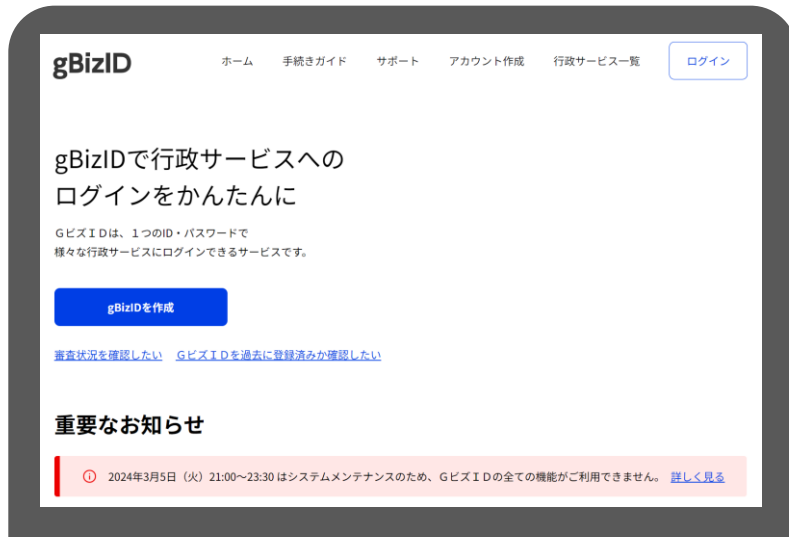 gBizID
ホーム 手続きガイド サポート アカウント作成 行政サービス一覧 ログイン
gBizIDで行政サービスへの
ログインをかんたんに
GビズIDは、1つのID・パスワードで
様々な行政サービスにログインできるサービスです。
gBizIDを作成
審査状況を確認したい GビズIDを過去に登録済みか確認したい
重要なお知らせ
2024年3月5日（火）21:00～23:30 はシステムメンテナンスのため、GビズIDの全ての機能がご利用できません。 詳しく見る